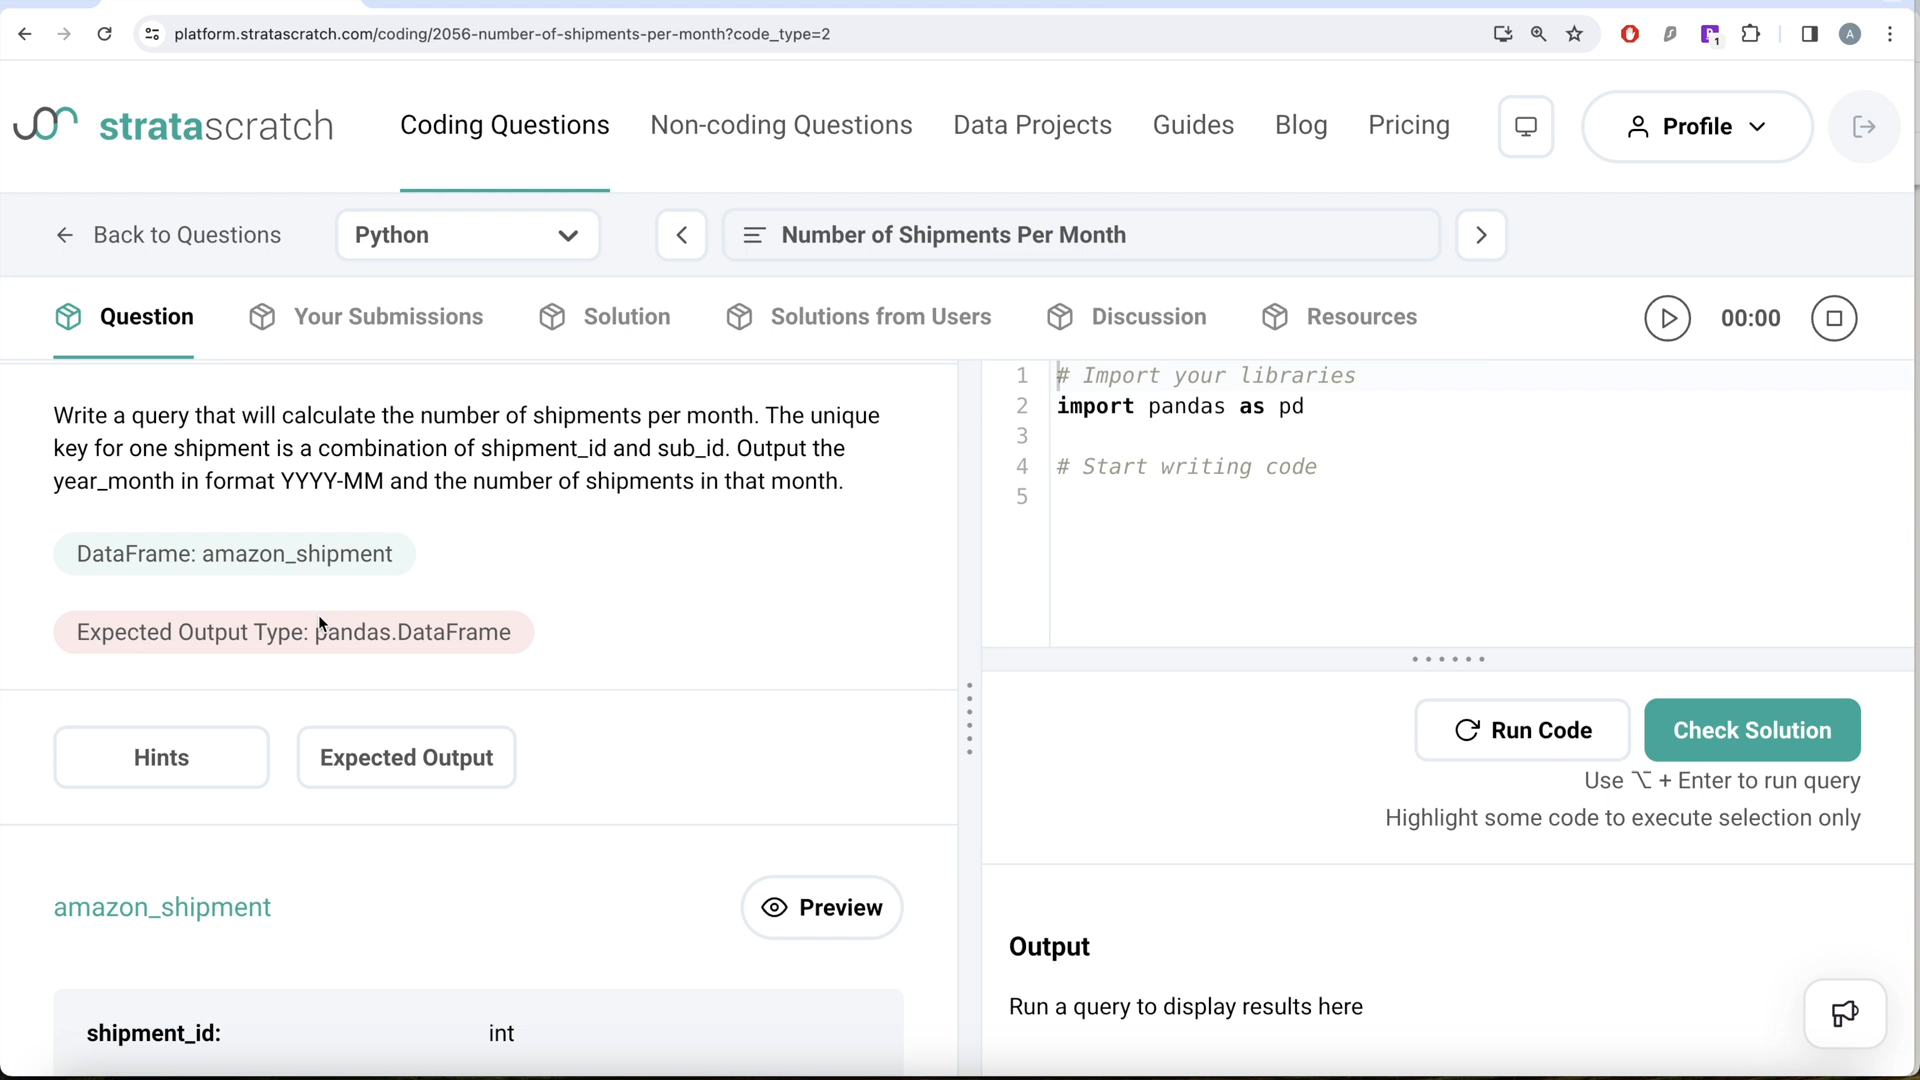 platform.stratascratch.com/coding/2056-number-of-shipments-per-month?code_type=2
1
A
stratascratch
Coding Questions
Non-coding Questions
Data Projects
Guides
Blog
Pricing
Profile
Back to Questions
Python
Number of Shipments Per Month
Question
Your Submissions
Solution
Solutions from Users
Discussion
Resources
00:00
Write a query that will calculate the number of shipments per month. The unique
key for one shipment is a combination of shipment_id and sub_id. Output the
year_month in format YYYY-MM and the number of shipments in that month.
DataFrame: amazon_shipment
Expected Output Type: pandas.DataFrame
Hints
Expected Output
amazon_shipment
Preview
shipment_id: int
1 # Import your libraries
2 import pandas as pd
3
4 # Start writing code
5
Run Code
Check Solution
Use ⌥ + Enter to run query
Highlight some code to execute selection only
Output
Run a query to display results here